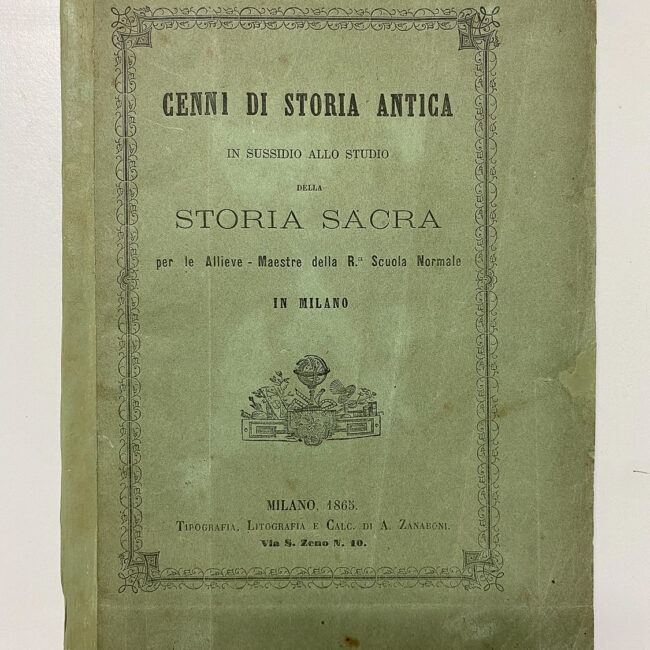 CENNI DI STORIA ANTICA
IN SUSSIDIO ALLO STUDIO
DELLA
STORIA SACRA
per le Allieve - Maestre della R.ª Scuola Normale
IN MILANO
MILANO, 1865.
TIPOGRAFIA, LITOGRAFIA E CALC. DI A. ZANABONI.
Via S. Zeno N. 10.